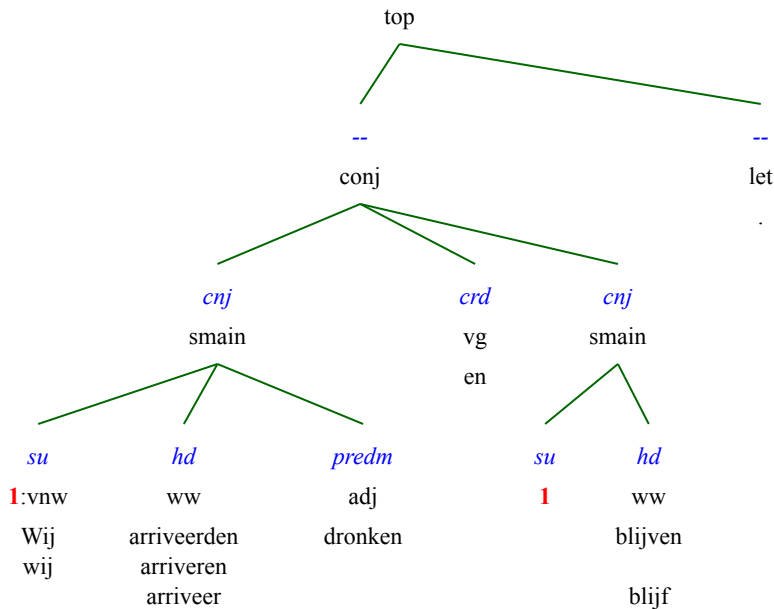 top
-- --
conj let
.
cnj crd cnj
smain vg smain
en
su hd predm su hd
1:vnw ww adj 1 ww
Wij arriveerden dronken blijven
wij arriveren
arriveer blijf